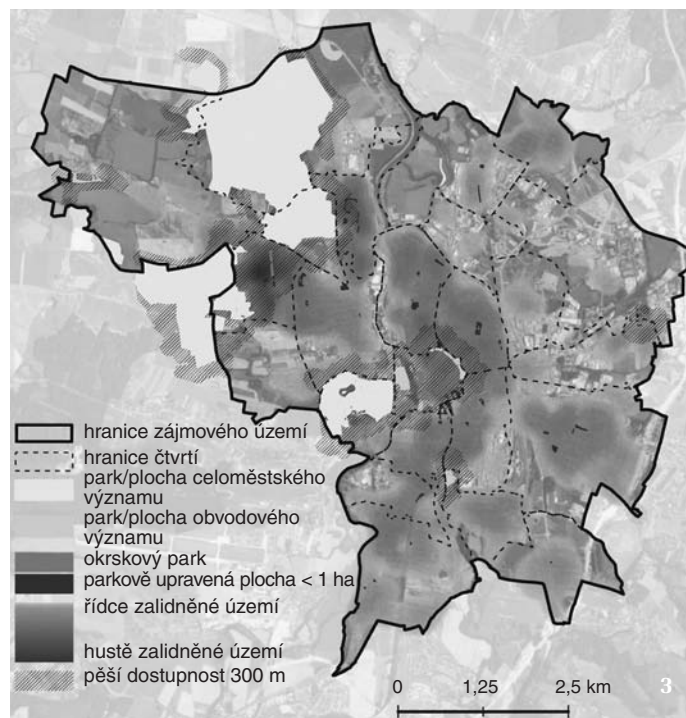 hranice zájmového území
hranice čtvrtí
park/plocha celoměstského
významu
park/plocha obvodového
významu
okrskový park
parkově upravená plocha < 1 ha
řídce zalidněné území
hustě zalidněné území
pěší dostupnost 300 m
0 1,25 2,5 km
3